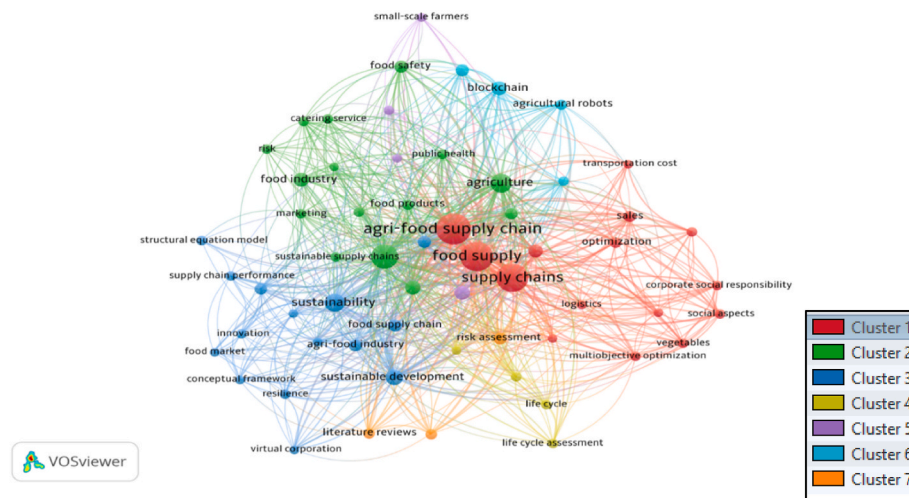 small-scale farmers
food safety
blockchain
agricultural robots
catering service
risk
public health
transportation cost
food industry
agriculture
marketing
food products
sales
agri-food supply chain
optimization
structural equation model
sustainable supply chains
food supply
supply chain performance
supply chains
corporate social responsibility
sustainability
logistics
social aspects
innovation
food supply chain
risk assessment
vegetables
food market
agri-food industry
multiobjective optimization
conceptual framework
sustainable development
resilience
life cycle
literature reviews
life cycle assessment
virtual corporation
VOSviewer
Cluster 1
Cluster 2
Cluster 3
Cluster 4
Cluster 5
Cluster 6
Cluster 7